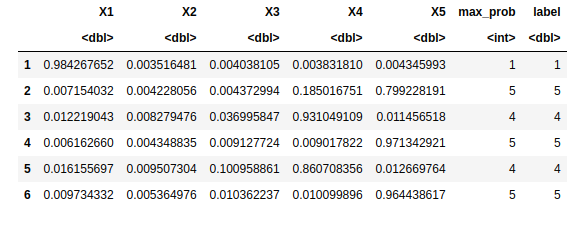 X1 X2 X3 X4 X5 max_prob label
<dbl> <dbl> <dbl> <dbl> <dbl> <int> <dbl>
1 0.984267652 0.003516481 0.004038105 0.003831810 0.004345993 1 1
2 0.007154032 0.004228056 0.004372994 0.185016751 0.799228191 5 5
3 0.012219043 0.008279476 0.036995847 0.931049109 0.011456518 4 4
4 0.006162660 0.004348835 0.009127724 0.009017822 0.971342921 5 5
5 0.016155697 0.009507304 0.100958861 0.860708356 0.012669764 4 4
6 0.009734332 0.005364976 0.010362237 0.010099896 0.964438617 5 5